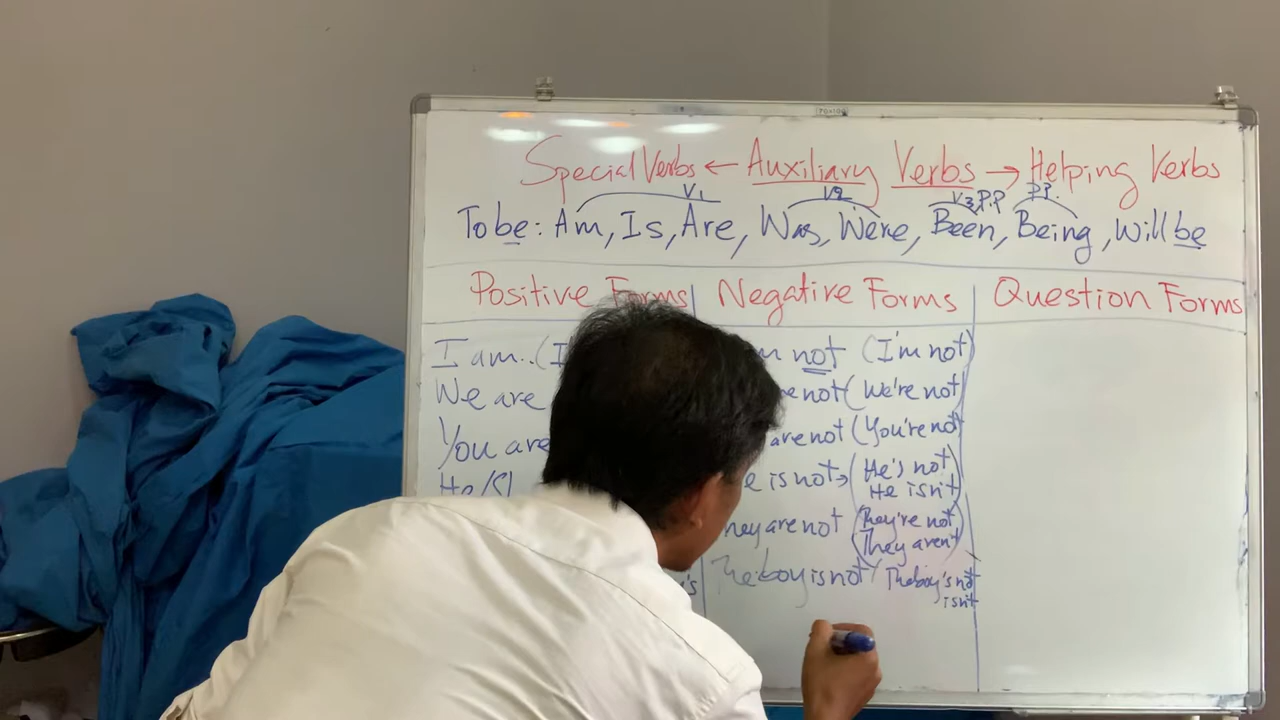 Special Verbs ← Auxiliary Verbs → Helping Verbs
V1 V2 V3 P.P P.P.
To be: Am, Is, Are, Was, Were, Been, Being, Will be
Positive Forms Negative Forms Question Forms
I am.. (I not (I'm not)
We are not (We're not)
You are are not (You're not
He/S is not → (He's not
He isn't)
They are not (They're not
(They aren't)
The boy is not (The boy's not
isn't